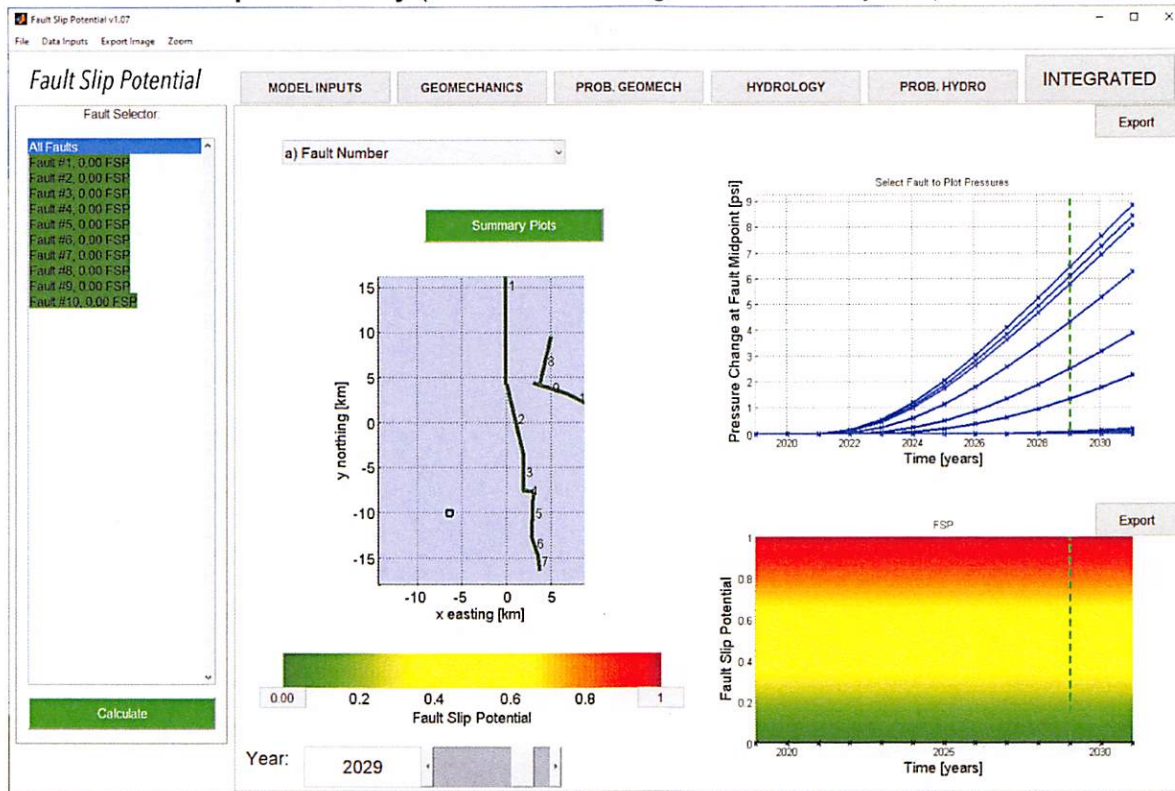 Fault Slip Potential v1.07
File Data Inputs Export Image Zoom
Fault Slip Potential
MODEL INPUTS
GEOMECHANICS
PROB. GEOMECH
HYDROLOGY
PROB. HYDRO
INTEGRATED
Fault Selector
All Faults
Fault #1, 0.00 FSP
Fault #2, 0.00 FSP
Fault #3, 0.00 FSP
Fault #4, 0.00 FSP
Fault #5, 0.00 FSP
Fault #6, 0.00 FSP
Fault #7, 0.00 FSP
Fault #8, 0.00 FSP
Fault #9, 0.00 FSP
Fault #10, 0.00 FSP
Calculate
a) Fault Number
Summary Plots
15
10
5
0
-5
-10
-15
y northing [km]
1
2
3
4
5
6
7
8
9
-10 -5 0 5
x easting [km]
0.00 0.2 0.4 0.6 0.8 1
Fault Slip Potential
Year: 2029
Export
Select Fault to Plot Pressures
9
8
7
6
5
4
3
2
1
0
Pressure Change at Fault Midpoint [psi]
2020 2022 2024 2026 2028 2030
Time [years]
Export
FSP
1
0.8
0.6
0.4
0.2
0
Fault Slip Potential
2020 2025 2030
Time [years]